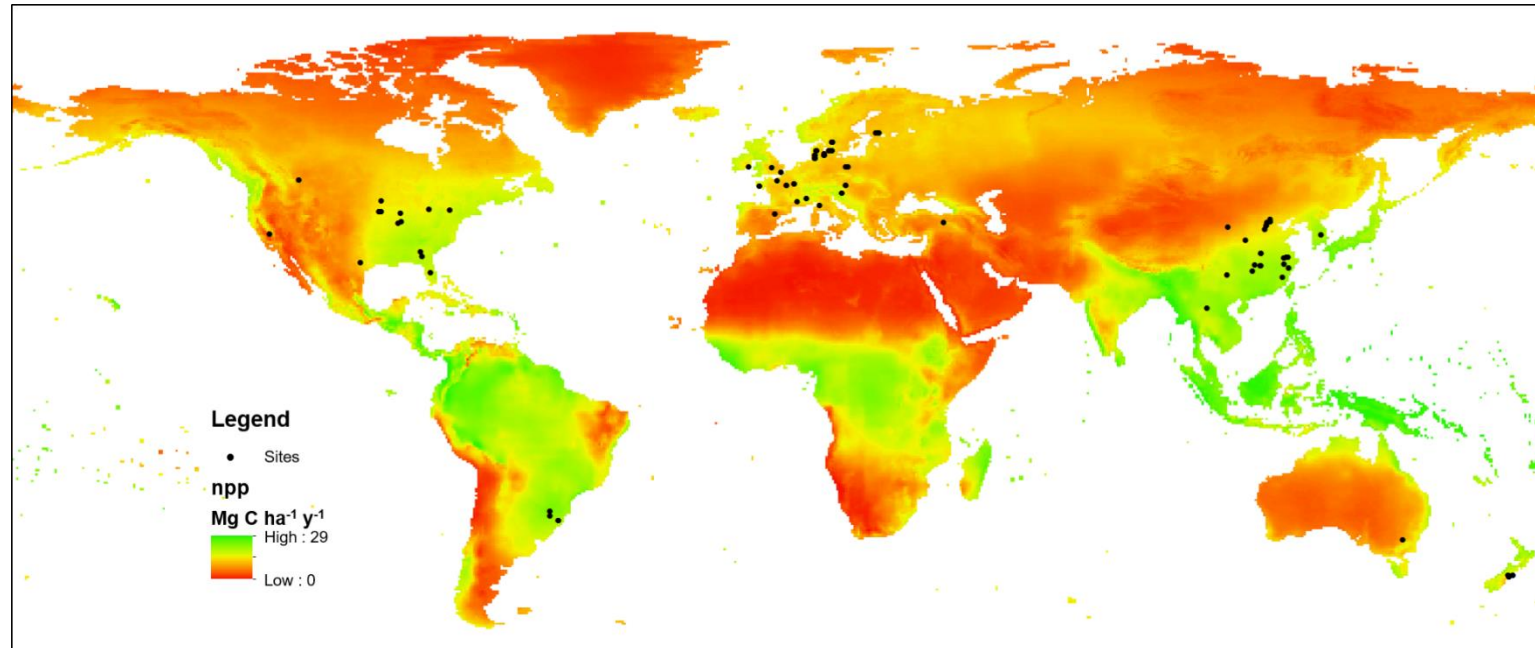 Legend
Sites
npp
Mg C ha⁻¹ y⁻¹
High : 29
Low : 0